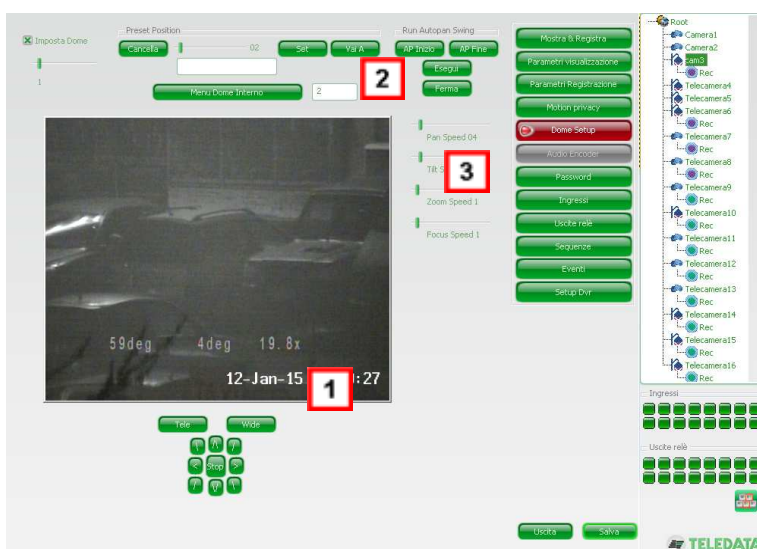 Imposta Dome
1
Preset Position
Cancella
02
Set
Vai A
Menu Dome Interno
2
2
Run Autopan Swing
AP Inizio
AP Fine
Esegui
Ferma
Pan Speed 04
3
Zoom Speed 1
Focus Speed 1
59deg 4deg 19.8x
12-Jan-15
:27
1
Tele
Wide
Stop
Mostra & Registra
Parametri visualizzazione
Parametri Registrazione
Motion privacy
Dome Setup
Audio Encoder
Password
Ingressi
Uscite relè
Sequenze
Eventi
Setup Dvr
Uscita
Salva
Root
Camera1
Camera2
cam3
Rec
Telecamera4
Telecamera5
Telecamera6
Rec
Telecamera7
Rec
Telecamera8
Rec
Telecamera9
Rec
Telecamera10
Rec
Telecamera11
Rec
Telecamera12
Rec
Telecamera13
Rec
Telecamera14
Rec
Telecamera15
Rec
Telecamera16
Rec
Ingressi
Uscite relè
TELEDATA